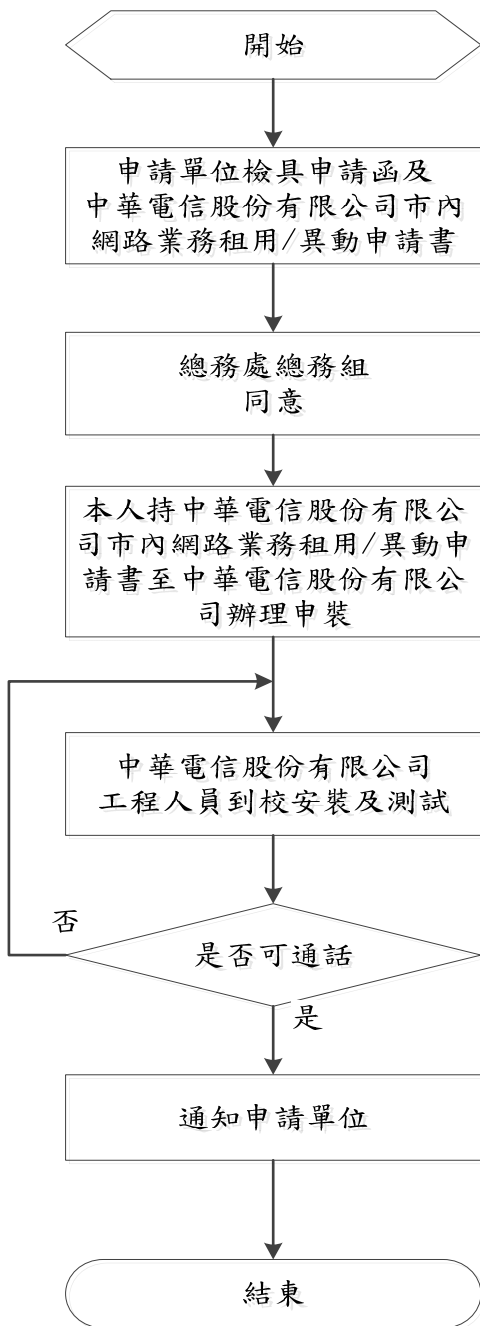 開始
申請單位檢具申請函及
中華電信股份有限公司市內
網路業務租用/異動申請書
總務處總務組
同意
本人持中華電信股份有限公
司市內網路業務租用/異動申
請書至中華電信股份有限公
司辦理申裝
中華電信股份有限公司
工程人員到校安裝及測試
否
是否可通話
是
通知申請單位
結束